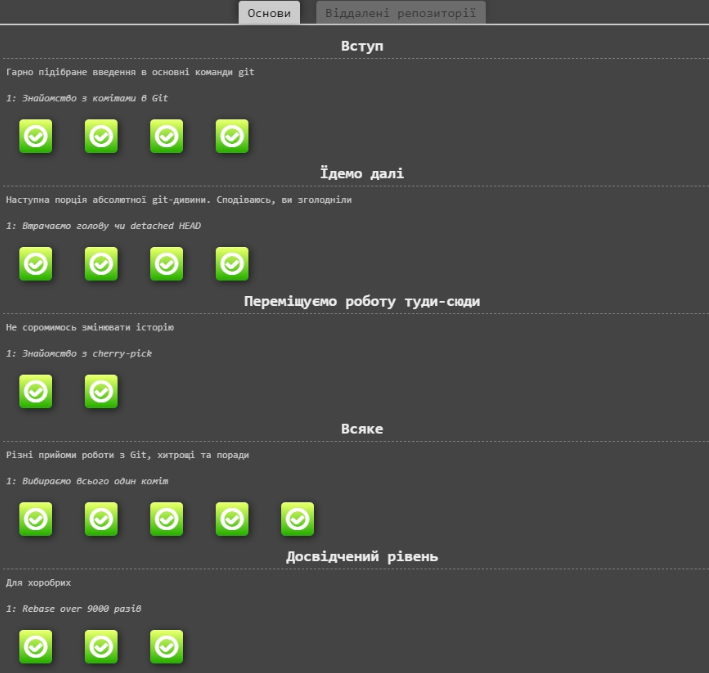 Основи
Віддалені репозиторії
Вступ
Гарно підібране введення в основні команди git
1: Знайомство з комітами в Git
Їдемо далі
Наступна порція абсолютної git-дивини. Сподіваюсь, ви зголодніли
1: Втрачаємо голову чи detached HEAD
Переміщуємо роботу туди-сюди
Не соромимось змінювати історію
1: Знайомство з cherry-pick
Всяке
Різні прийоми роботи з Git, хитрощі та поради
1: Вибираємо всього один коміт
Досвідчений рівень
Для хоробрих
1: Rebase over 9000 разів